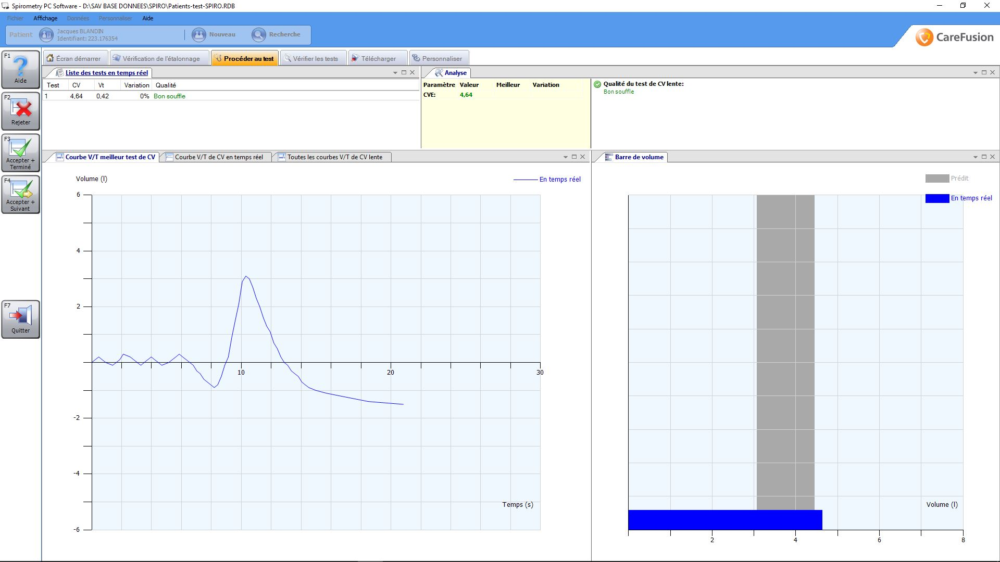 Spirometry PC Software - D:\SAV BASE DONNEES\SPIRO\Patients-test-SPIRO.RDB
Fichier Affichage Données Personnaliser Aide
Patient Jacques BLANDIN Nouveau Recherche
Identifiant: 223.176354
CareFusion
F1 Aide
F2 Rejeter
F3 Accepter + Terminé
F4 Accepter + Suivant
F7 Quitter
Écran démarrer Vérification de l'étalonnage Procéder au test Vérifier les tests Télécharger Personnaliser
Liste des tests en temps réel
Test CV Vt Variation Qualité
1 4,64 0,42 0% Bon souffle
Analyse
Paramètre Valeur Meilleur Variation
CVE: 4,64
Qualité du test de CV lente:
Bon souffle
Courbe V/T meilleur test de CV Courbe V/T de CV en temps réel Toutes les courbes V/T de CV lente
Volume (l)
En temps réel
6
4
2
10 20 30
-2
-4
Temps (s)
-6
Barre de volume
Prédit
En temps réel
Volume (l)
2 4 6 8